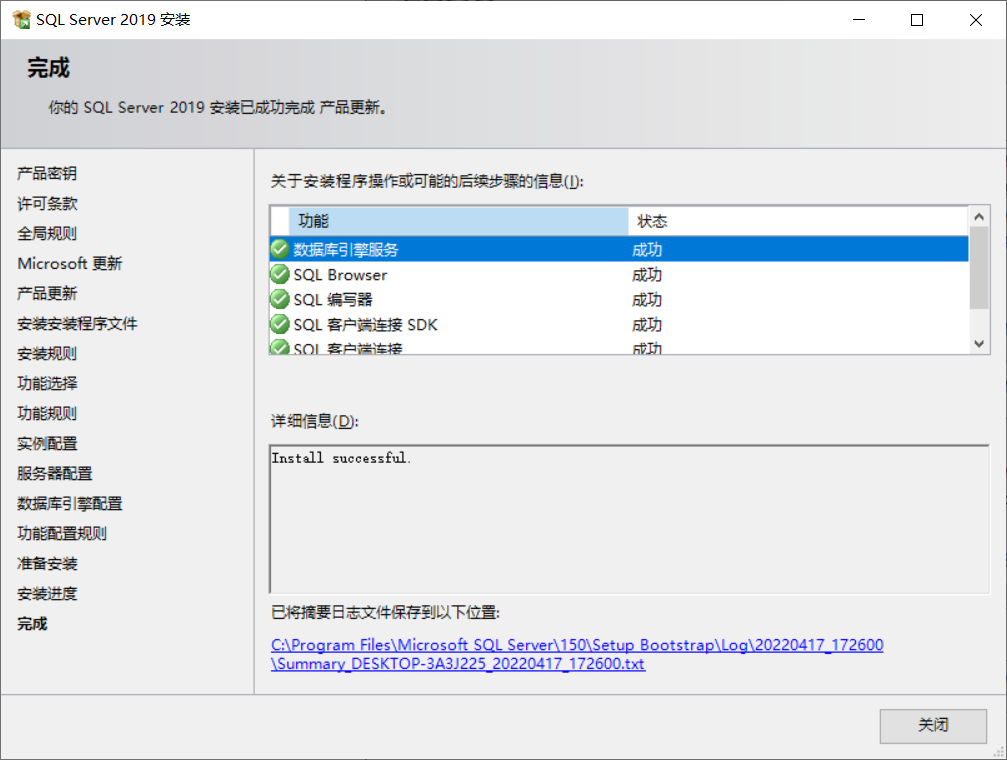 SQL Server 2019 安装
完成
你的 SQL Server 2019 安装已成功完成 产品更新。
产品密钥
许可条款
全局规则
Microsoft 更新
产品更新
安装安装程序文件
安装规则
功能选择
功能规则
实例配置
服务器配置
数据库引擎配置
功能配置规则
准备安装
安装进度
完成
关于安装程序操作或可能的后续步骤的信息(I):
功能 状态
数据库引擎服务 成功
SQL Browser 成功
SQL 编写器 成功
SQL 客户端连接 SDK 成功
SQL 客户端连接 成功
详细信息(D):
Install successful.
已将摘要日志文件保存到以下位置:
C:\Program Files\Microsoft SQL Server\150\Setup Bootstrap\Log\20220417_172600
\Summary_DESKTOP-3A3J225_20220417_172600.txt
关闭